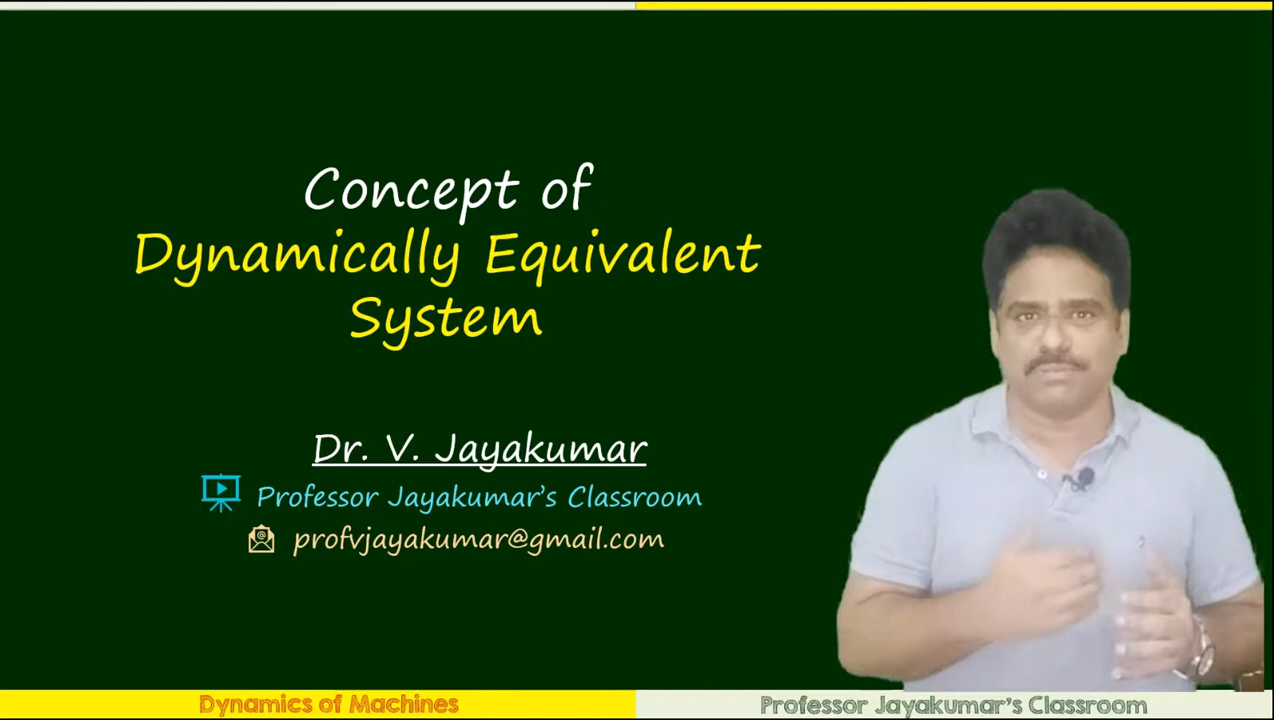 Concept of
Dynamically Equivalent
System
Dr. V. Jayakumar
Professor Jayakumar's Classroom
profvjayakumar@gmail.com
Dynamics of Machines
Professor Jayakumar's Classroom